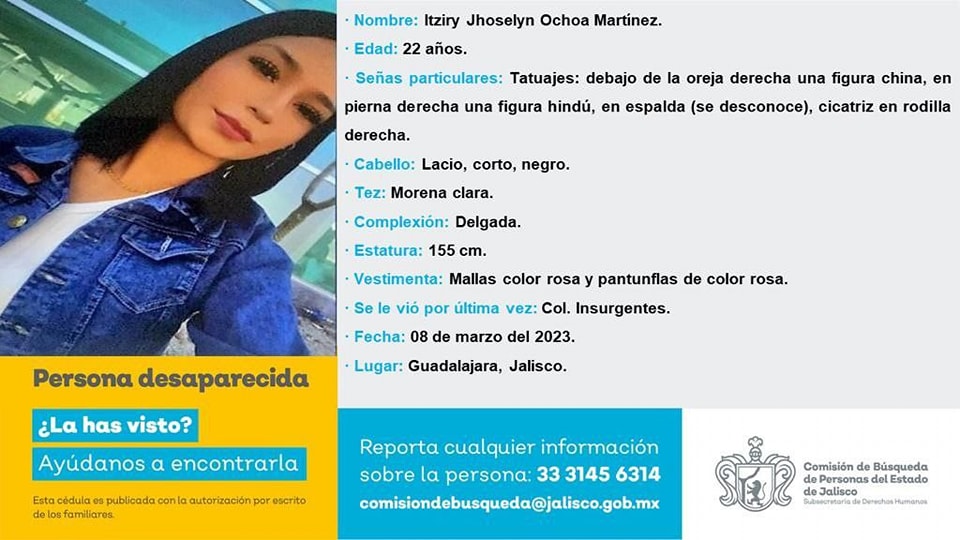 · Nombre: Itziry Jhoselyn Ochoa Martínez.
· Edad: 22 años.
· Señas particulares: Tatuajes: debajo de la oreja derecha una figura china, en
pierna derecha una figura hindú, en espalda (se desconoce), cicatriz en rodilla
derecha.
· Cabello: Lacio, corto, negro.
· Tez: Morena clara.
· Complexión: Delgada.
· Estatura: 155 cm.
· Vestimenta: Mallas color rosa y pantunflas de color rosa.
· Se le vió por última vez: Col. Insurgentes.
· Fecha: 08 de marzo del 2023.
· Lugar: Guadalajara, Jalisco.
Persona desaparecida
¿La has visto?
Ayúdanos a encontrarla
Esta cédula es publicada con la autorización por escrito
de los familiares.
Reporta cualquier información
sobre la persona: 33 3145 6314
comisiondebusqueda@jalisco.gob.mx
Comisión de Búsqueda
de Personas del Estado
de Jalisco
Subsecretaría de Derechos Humanos